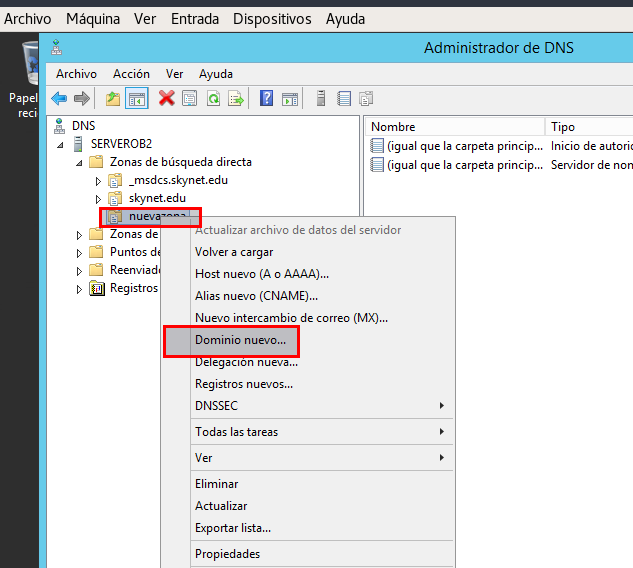 Archivo Máquina Ver Entrada Dispositivos Ayuda
Administrador de DNS
Archivo Acción Ver Ayuda
Papel
reci
DNS
SERVEROB2
Zonas de búsqueda directa
_msdcs.skynet.edu
skynet.edu
nuevazona
Zonas de
Puntos de
Reenviade
Registros
Nombre Tipo
(igual que la carpeta princip... Inicio de autorid
(igual que la carpeta princip... Servidor de nom
Actualizar archivo de datos del servidor
Volver a cargar
Host nuevo (A o AAAA)...
Alias nuevo (CNAME)...
Nuevo intercambio de correo (MX)...
Dominio nuevo...
Delegación nueva...
Registros nuevos...
DNSSEC
Todas las tareas
Ver
Eliminar
Actualizar
Exportar lista...
Propiedades